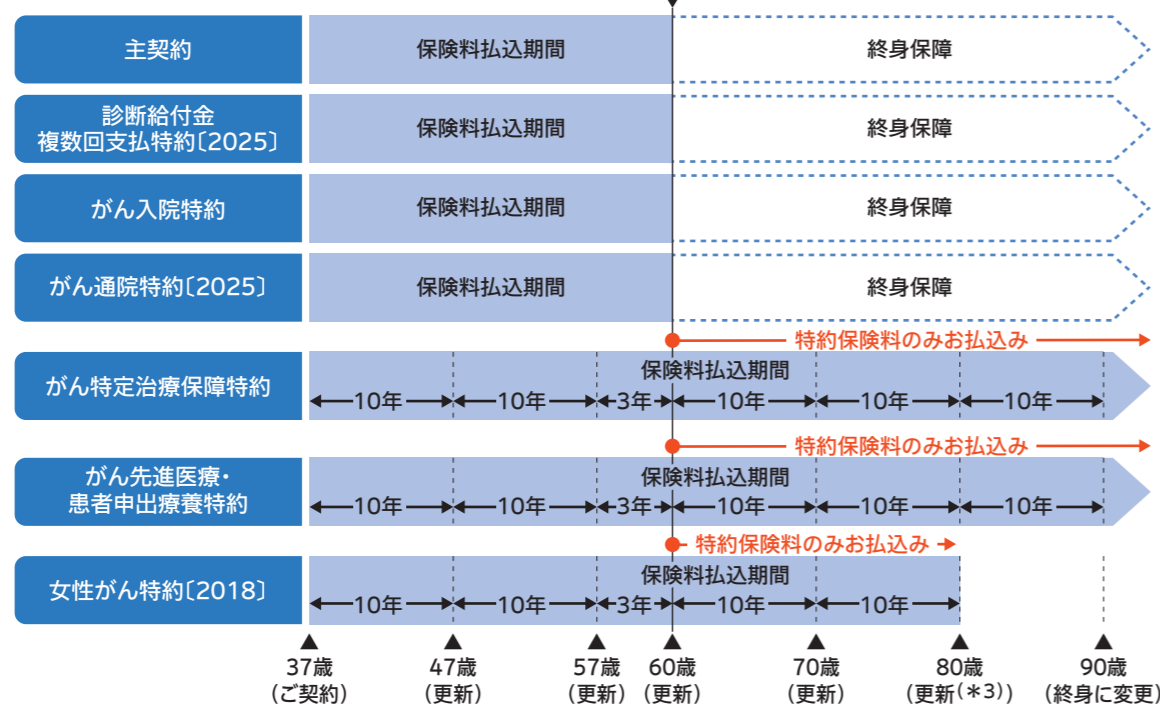 主契約
保険料払込期間
終身保障
診断給付金
複数回支払特約〔2025〕
保険料払込期間
終身保障
がん入院特約
保険料払込期間
終身保障
がん通院特約〔2025〕
保険料払込期間
終身保障
特約保険料のみお払込み
がん特定治療保障特約
保険料払込期間
10年 10年 3年 10年 10年 10年
特約保険料のみお払込み
がん先進医療・
患者申出療養特約
保険料払込期間
10年 10年 3年 10年 10年 10年
特約保険料のみお払込み
女性がん特約〔2018〕
保険料払込期間
10年 10年 3年 10年 10年
37歳 47歳 57歳 60歳 70歳 80歳 90歳
(ご契約) (更新) (更新) (更新) (更新) (更新(*3)) (終身に変更)